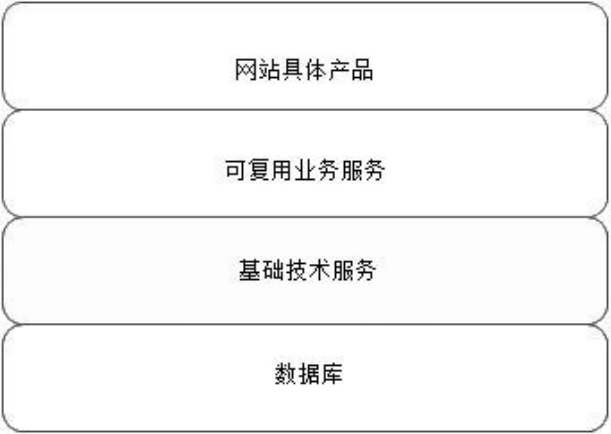 网站具体产品
可复用业务服务
基础技术服务
数据库